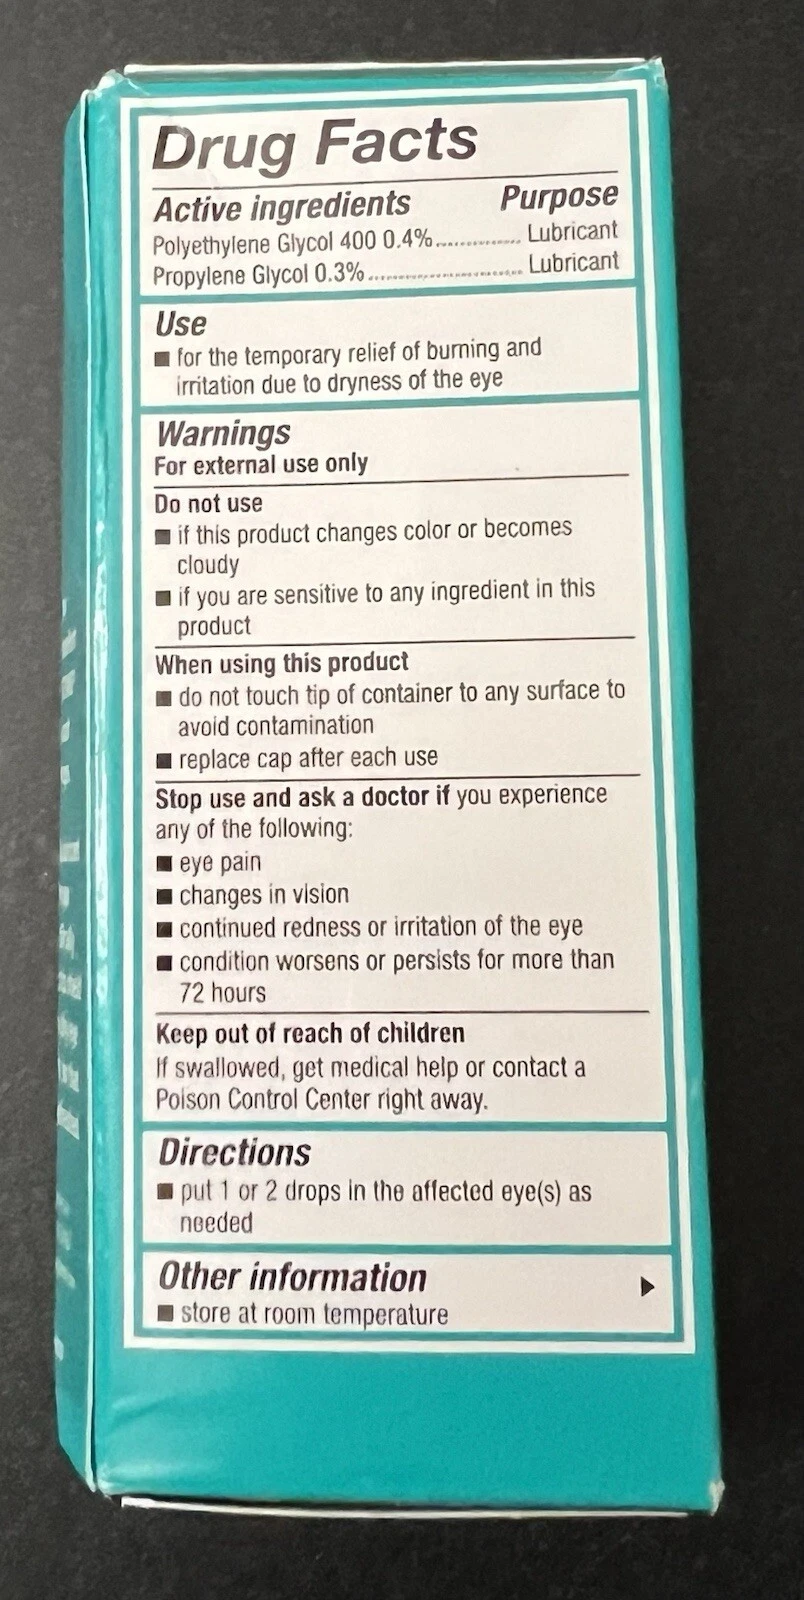 Drug Facts
Active ingredients Purpose
Polyethylene Glycol 400 0.4%.............. Lubricant
Propylene Glycol 0.3%......................... Lubricant
Use
■ for the temporary relief of burning and
irritation due to dryness of the eye
Warnings
For external use only
Do not use
■ if this product changes color or becomes
cloudy
■ if you are sensitive to any ingredient in this
product
When using this product
■ do not touch tip of container to any surface to
avoid contamination
■ replace cap after each use
Stop use and ask a doctor if you experience
any of the following:
■ eye pain
■ changes in vision
■ continued redness or irritation of the eye
■ condition worsens or persists for more than
72 hours
Keep out of reach of children
If swallowed, get medical help or contact a
Poison Control Center right away.
Directions
■ put 1 or 2 drops in the affected eye(s) as
needed
Other information ▶
■ store at room temperature